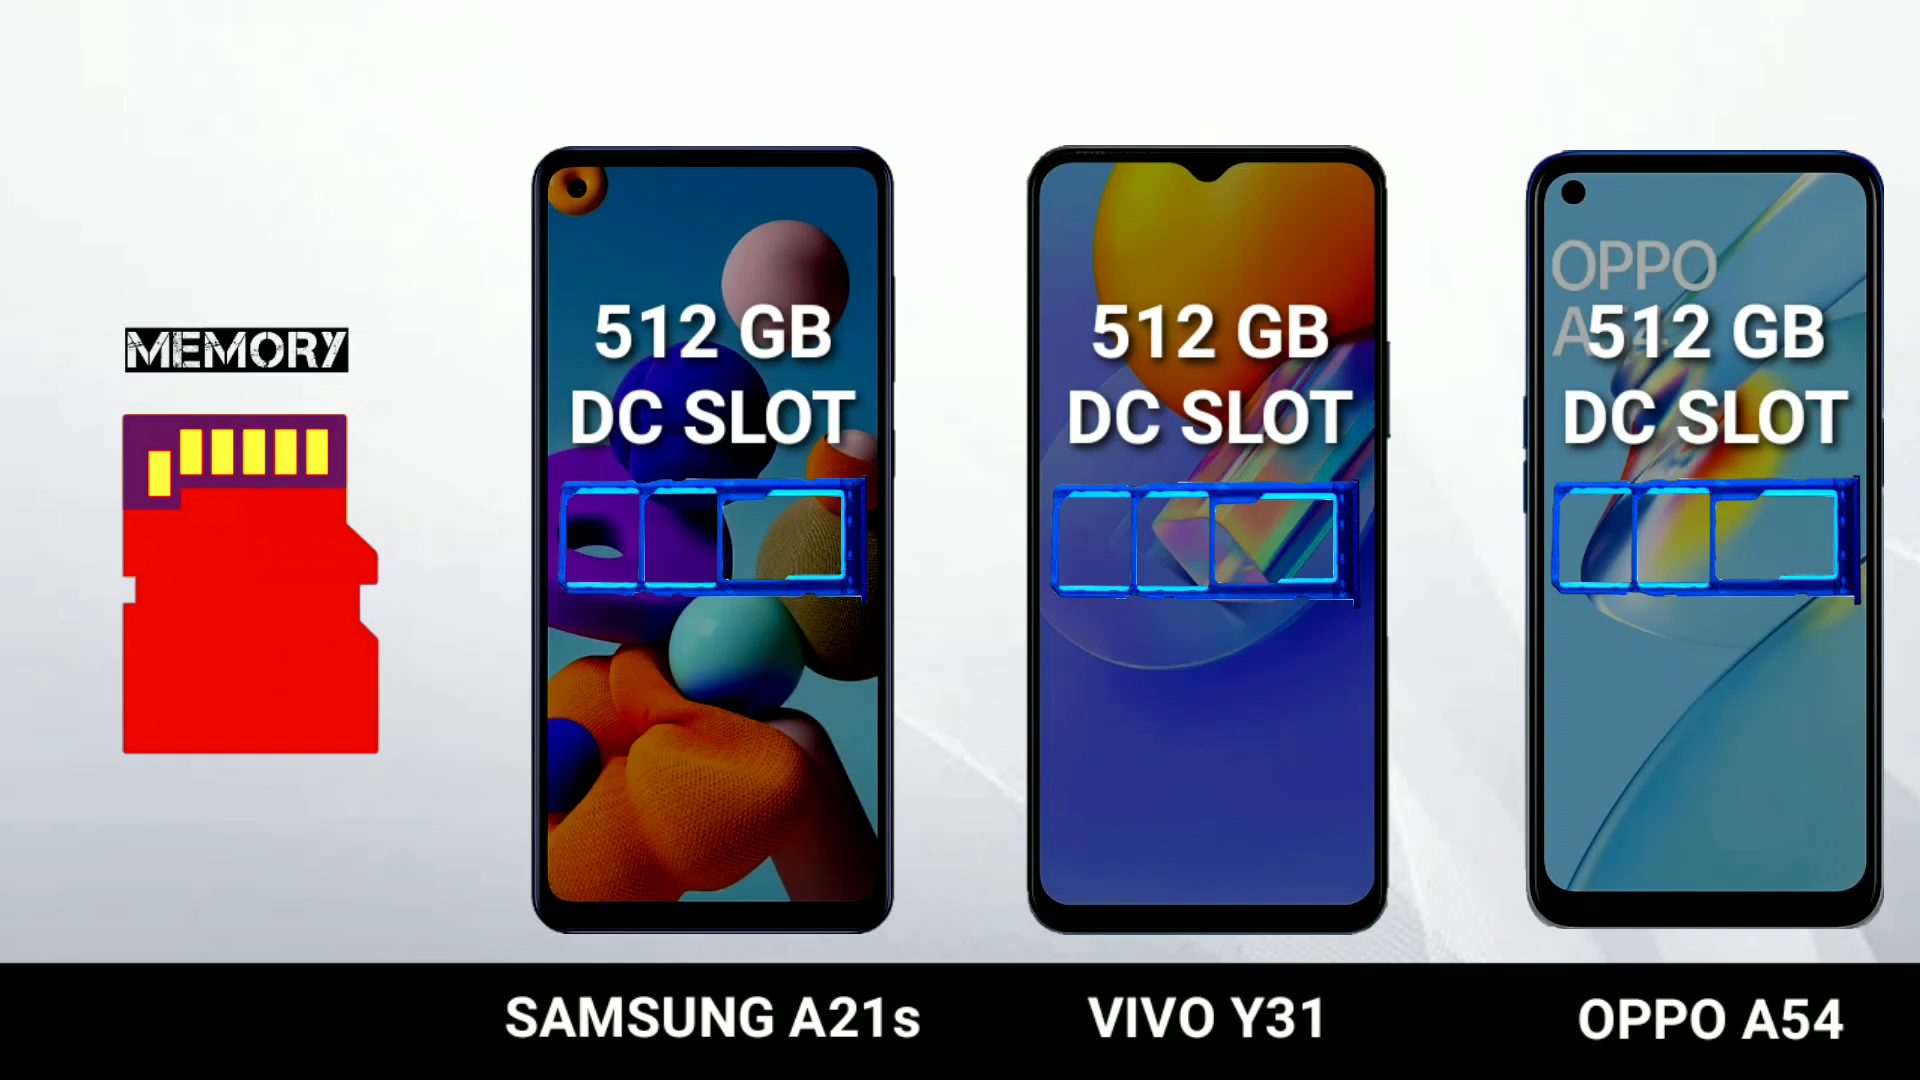 MEMORY
512 GB
DC SLOT
512 GB
DC SLOT
OPPO
A54
512 GB
DC SLOT
SAMSUNG A21s
VIVO Y31
OPPO A54